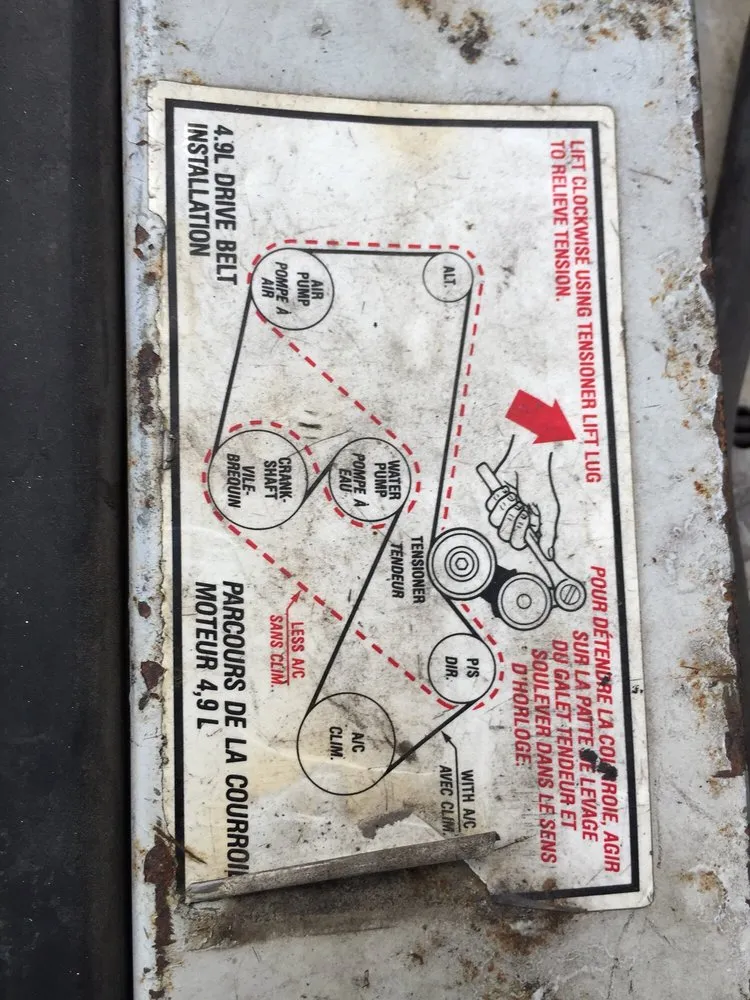 LIFT CLOCKWISE USING TENSIONER LIFT LUG
TO RELIEVE TENSION.
POUR DÉTENDRE LA COURROIE, AGIR
SUR LA PATTE DE LEVAGE
DU GALET TENDEUR ET
SOULEVER DANS LE SENS
D'HORLOGE.
ALT.
TENSIONER
TENDEUR
P/S
DIR.
WITH A/C
AVEC CLIM.
AIR
PUMP
POMPE À
AIR
WATER
PUMP
POMPE À
EAU
CRANK-
SHAFT
VILE-
BREQUIN
A/C
CLIM.
LESS A/C
SANS CLIM.
4.9L DRIVE BELT
INSTALLATION
PARCOURS DE LA COURROI
MOTEUR 4,9 L